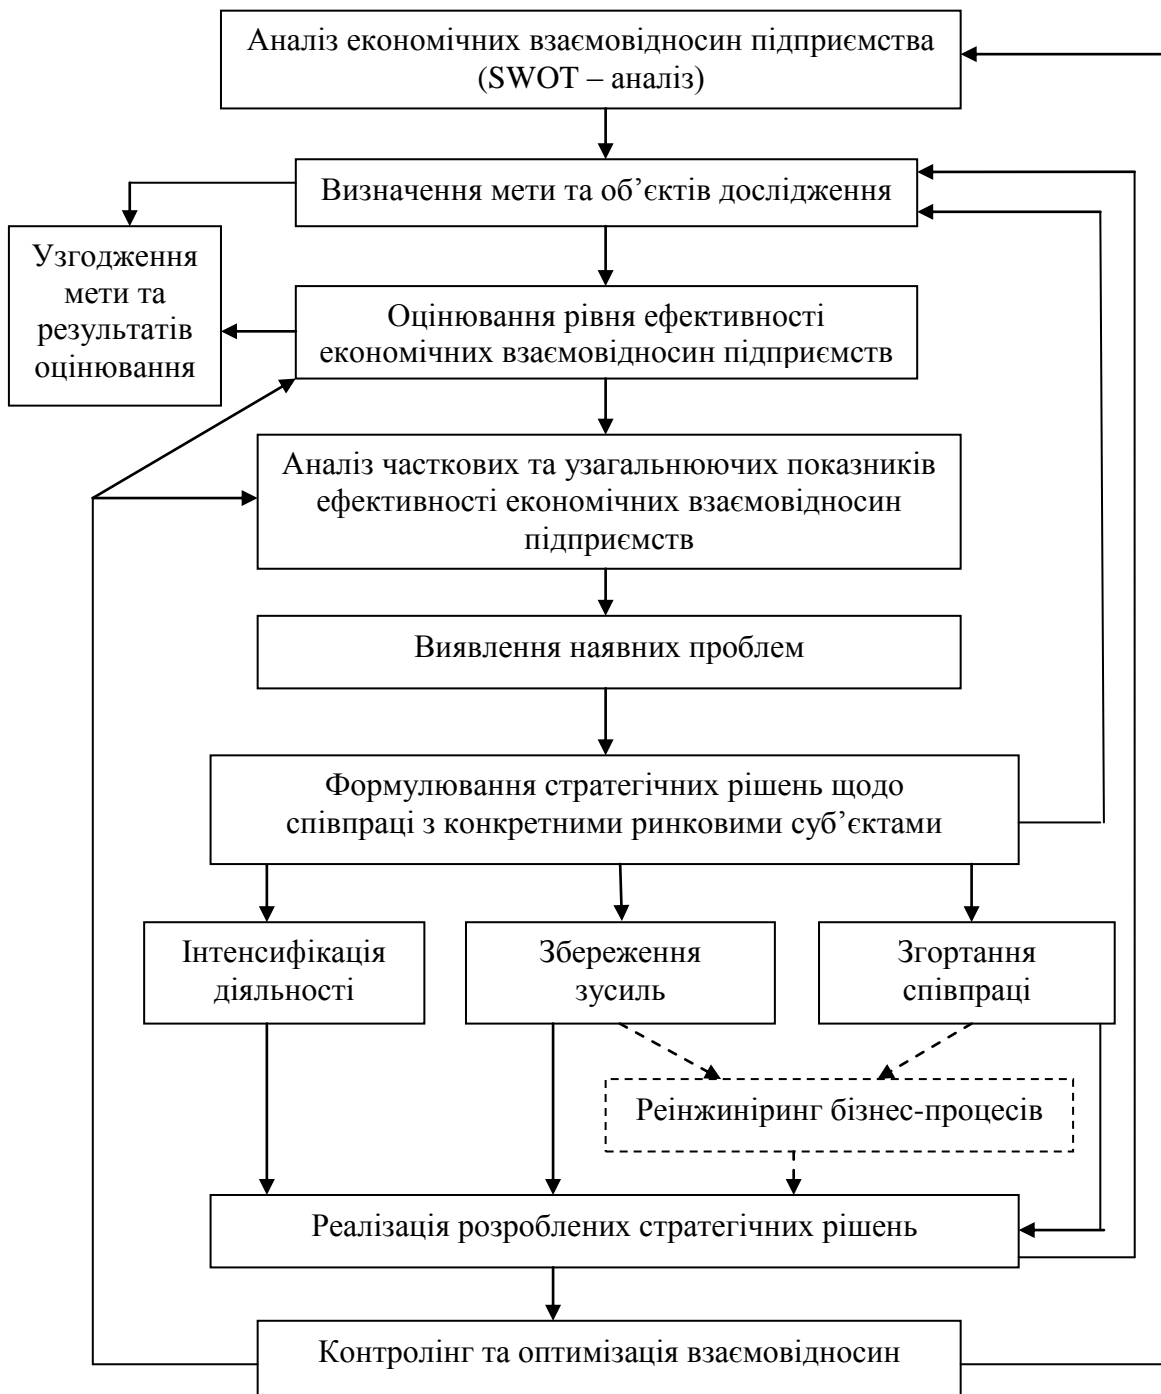 Аналіз економічних взаємовідносин підприємства
(SWOT – аналіз)
Визначення мети та об’єктів дослідження
Узгодження
мети та
результатів
оцінювання
Оцінювання рівня ефективності
економічних взаємовідносин підприємств
Аналіз часткових та узагальнюючих показників
ефективності економічних взаємовідносин
підприємств
Виявлення наявних проблем
Формулювання стратегічних рішень щодо
співпраці з конкретними ринковими суб’єктами
Інтенсифікація
діяльності
Збереження
зусиль
Згортання
співпраці
Реінжиніринг бізнес-процесів
Реалізація розроблених стратегічних рішень
Контролінг та оптимізація взаємовідносин